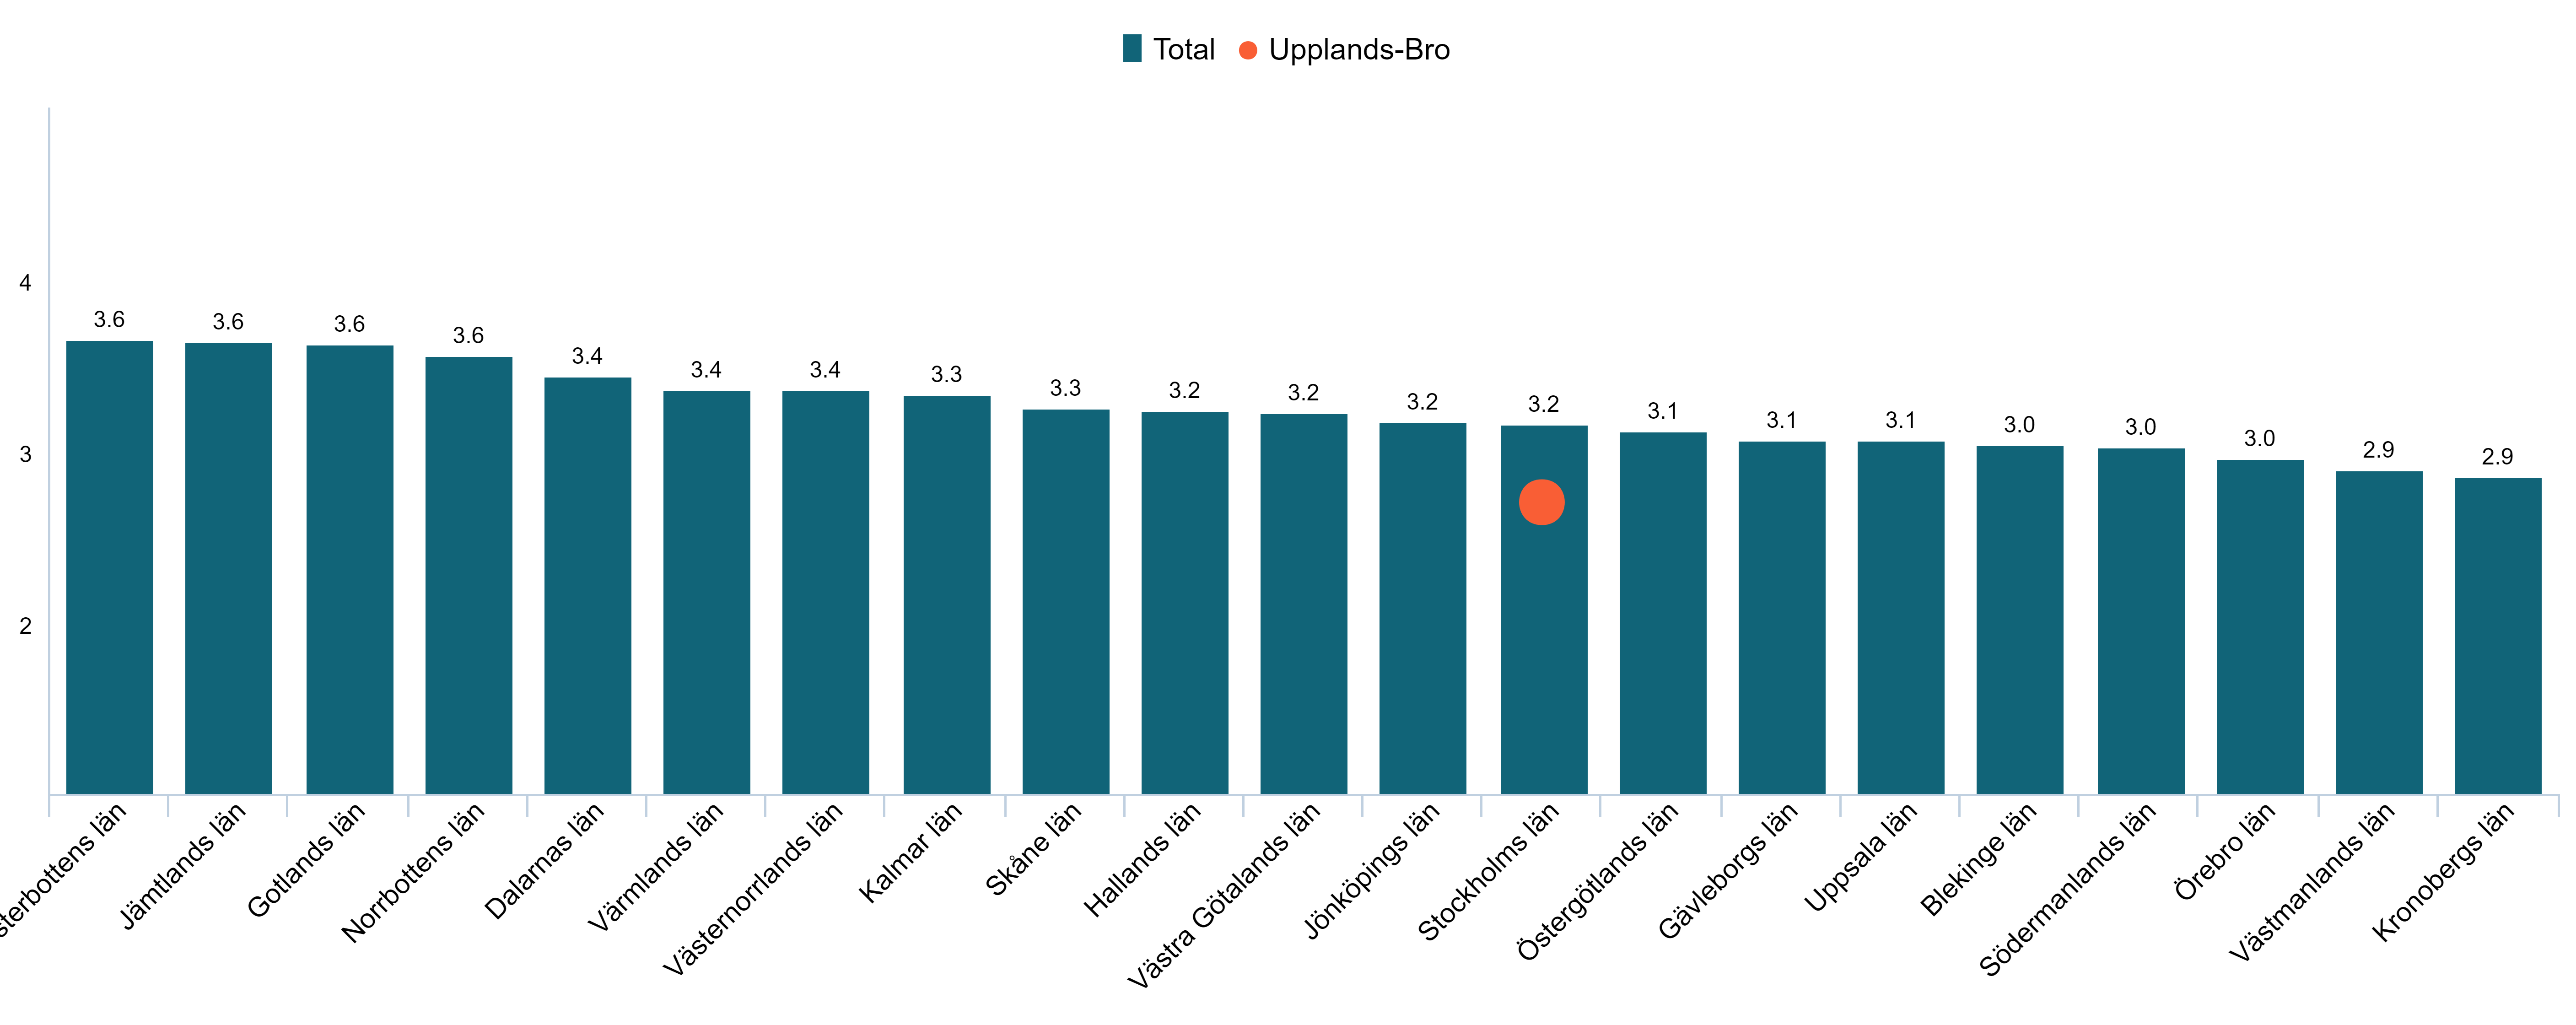 Total Upplands-Bro
4
3
2
3.6 3.6 3.6 3.6 3.4 3.4 3.4 3.3 3.3 3.2 3.2 3.2 3.2 3.1 3.1 3.1 3.0 3.0 3.0 2.9 2.9
sterbottens län
Jämtlands län
Gotlands län
Norrbottens län
Dalarnas län
Värmlands län
Västernorrlands län
Kalmar län
Skåne län
Hallands län
Västra Götalands län
Jönköpings län
Stockholms län
Östergötlands län
Gävleborgs län
Uppsala län
Blekinge län
Södermanlands län
Örebro län
Västmanlands län
Kronobergs län